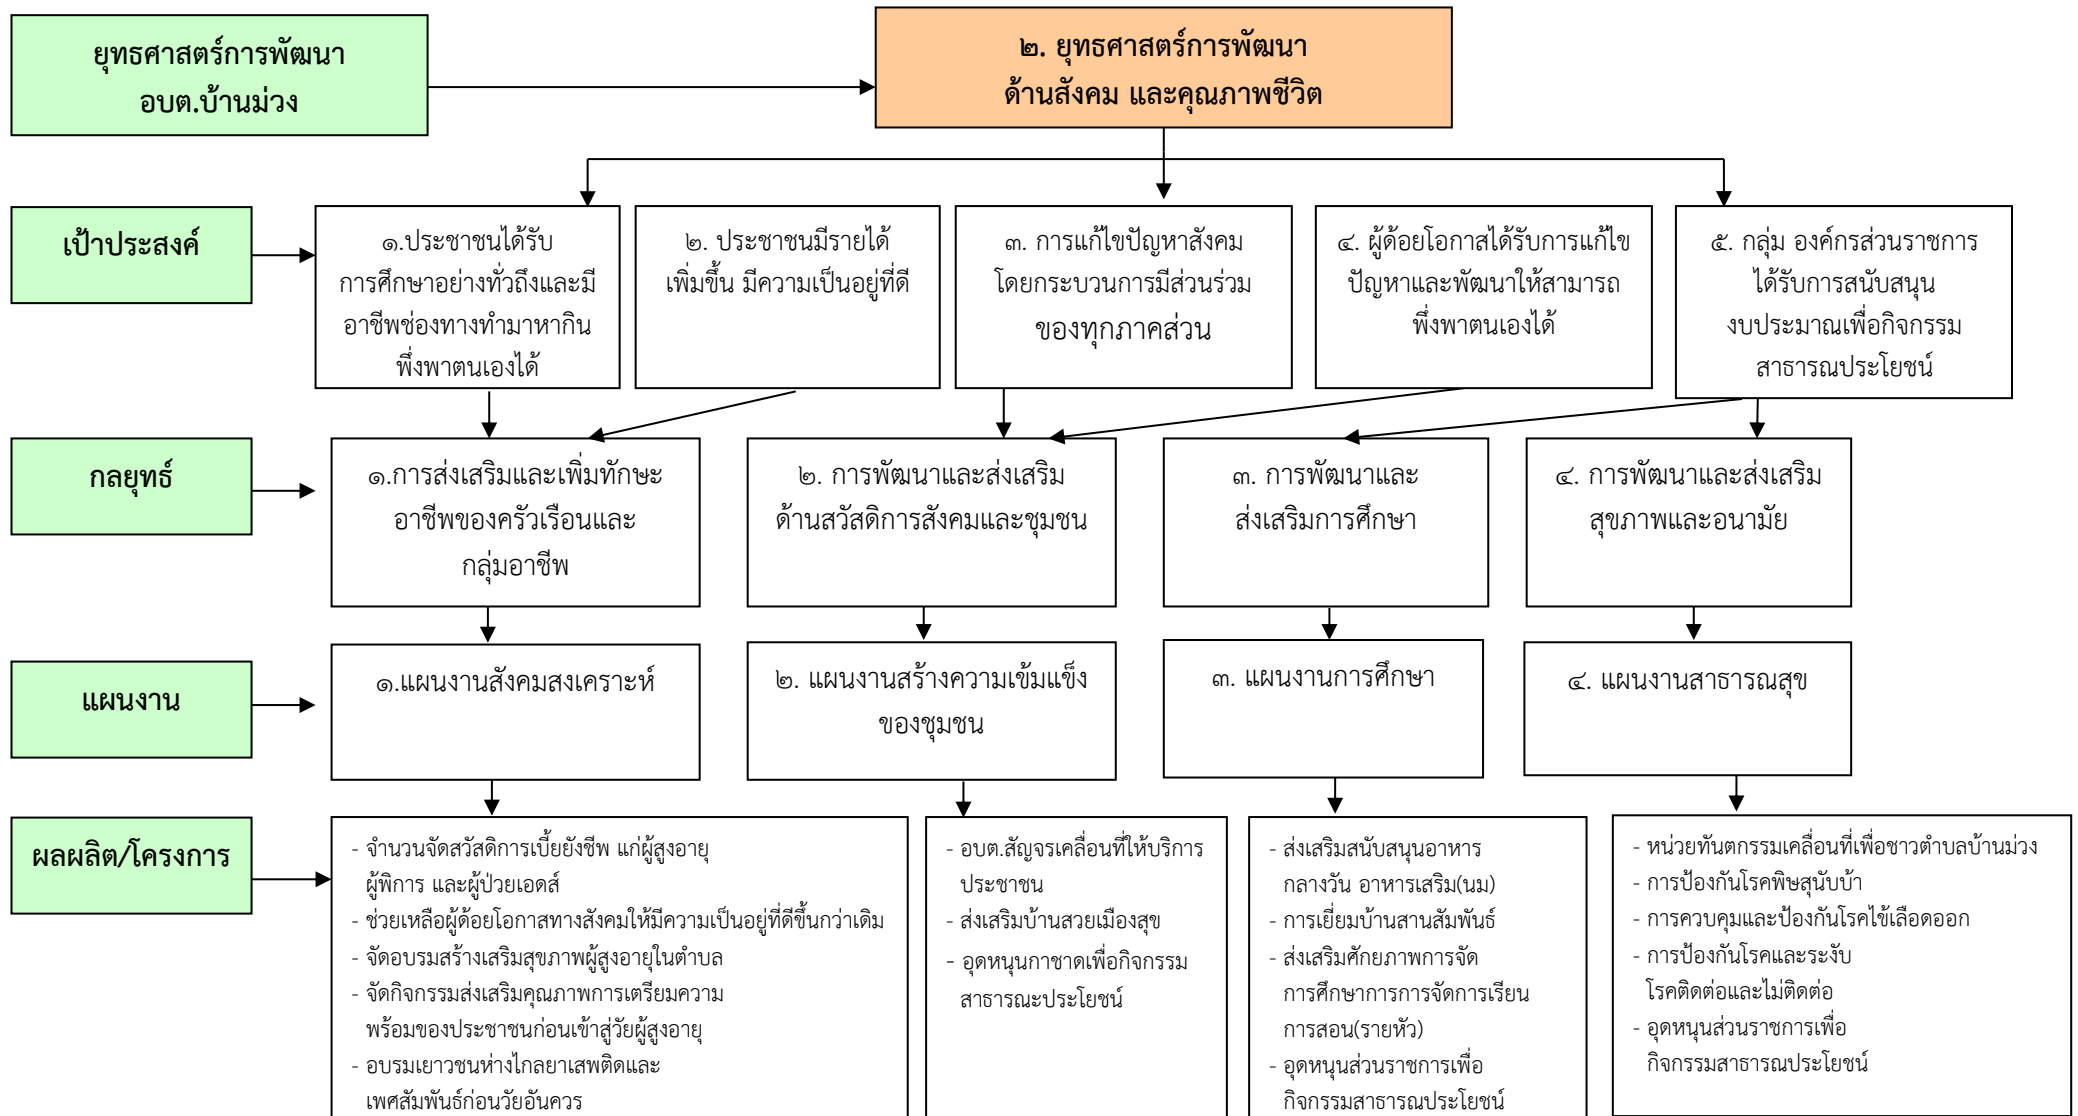 ยุทธศาสตร์การพัฒนา
อบต.บ้านม่วง
๒. ยุทธศาสตร์การพัฒนา
ด้านสังคม และคุณภาพชีวิต
เป้าประสงค์
๑.ประชาชนได้รับ
การศึกษาอย่างทั่วถึงและมี
อาชีพช่องทางทำมาหากิน
พึ่งพาตนเองได้
๒. ประชาชนมีรายได้
เพิ่มขึ้น มีความเป็นอยู่ที่ดี
๓. การแก้ไขปัญหาสังคม
โดยกระบวนการมีส่วนร่วม
ของทุกภาคส่วน
๔. ผู้ด้อยโอกาสได้รับการแก้ไข
ปัญหาและพัฒนาให้สามารถ
พึ่งพาตนเองได้
๕. กลุ่ม องค์กรส่วนราชการ
ได้รับการสนับสนุน
งบประมาณเพื่อกิจกรรม
สาธารณประโยชน์
กลยุทธ์
๑.การส่งเสริมและเพิ่มทักษะ
อาชีพของครัวเรือนและ
กลุ่มอาชีพ
๒. การพัฒนาและส่งเสริม
ด้านสวัสดิการสังคมและชุมชน
๓. การพัฒนาและ
ส่งเสริมการศึกษา
๔. การพัฒนาและส่งเสริม
สุขภาพและอนามัย
แผนงาน
๑.แผนงานสังคมสงเคราะห์
๒. แผนงานสร้างความเข้มแข็ง
ของชุมชน
๓. แผนงานการศึกษา
๔. แผนงานสาธารณสุข
ผลผลิต/โครงการ
- จำนวนจัดสวัสดิการเบี้ยยังชีพ แก่ผู้สูงอายุ
ผู้พิการ และผู้ป่วยเอดส์
- ช่วยเหลือผู้ด้อยโอกาสทางสังคมให้มีความเป็นอยู่ที่ดีขึ้นกว่าเดิม
- จัดอบรมสร้างเสริมสุขภาพผู้สูงอายุในตำบล
- จัดกิจกรรมส่งเสริมคุณภาพการเตรียมความ
พร้อมของประชาชนก่อนเข้าสู่วัยผู้สูงอายุ
- อบรมเยาวชนห่างไกลยาเสพติดและ
เพศสัมพันธ์ก่อนวัยอันควร
- อบต.สัญจรเคลื่อนที่ให้บริการ
ประชาชน
- ส่งเสริมบ้านสวยเมืองสุข
- อุดหนุนกาชาดเพื่อกิจกรรม
สาธารณะประโยชน์
- ส่งเสริมสนับสนุนอาหาร
กลางวัน อาหารเสริม(นม)
- การเยี่ยมบ้านสานสัมพันธ์
- ส่งเสริมศักยภาพการจัด
การศึกษาการการจัดการเรียน
การสอน(รายหัว)
- อุดหนุนส่วนราชการเพื่อ
กิจกรรมสาธารณประโยชน์
- หน่วยทันตกรรมเคลื่อนที่เพื่อชาวตำบลบ้านม่วง
- การป้องกันโรคพิษสุนับบ้า
- การควบคุมและป้องกันโรคไข้เลือดออก
- การป้องกันโรคและระงับ
โรคติดต่อและไม่ติดต่อ
- อุดหนุนส่วนราชการเพื่อ
กิจกรรมสาธารณประโยชน์